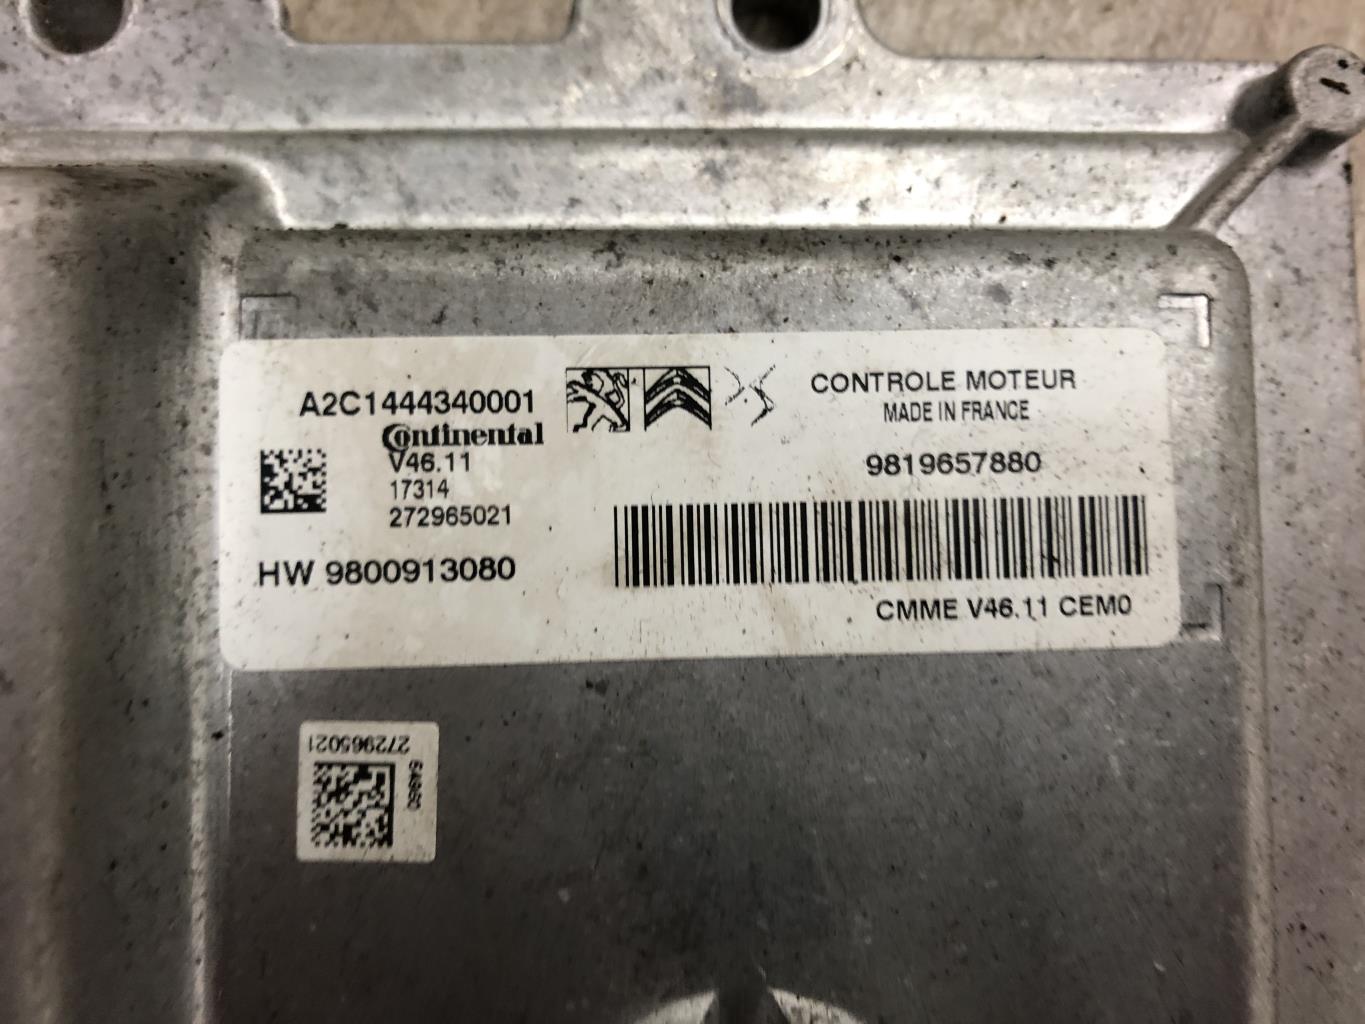 A2C1444340001
Continental
V46.11
17314
272965021
HW 9800913080
CONTROLE MOTEUR
MADE IN FRANCE
9819657880
CMME V46.11 CEM0
272965021
54980